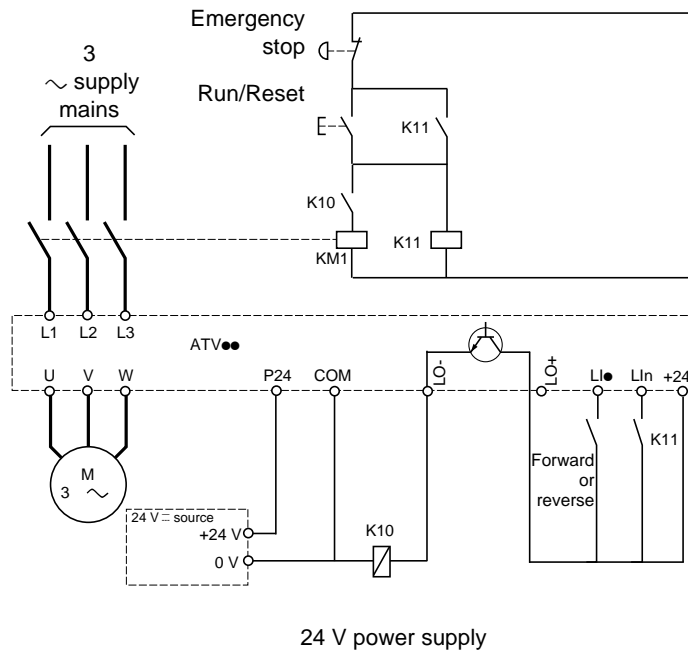 Emergency
stop
3
∼ supply
mains
Run/Reset
K11
K10
KM1
K11
L1 L2 L3
ATV●●
U V W
P24 COM
LO-
LO+
LI● LIn +24
K11
Forward
or
reverse
M
3 ∼
24 V ⎓ source
+24 V
0 V
K10
24 V power supply